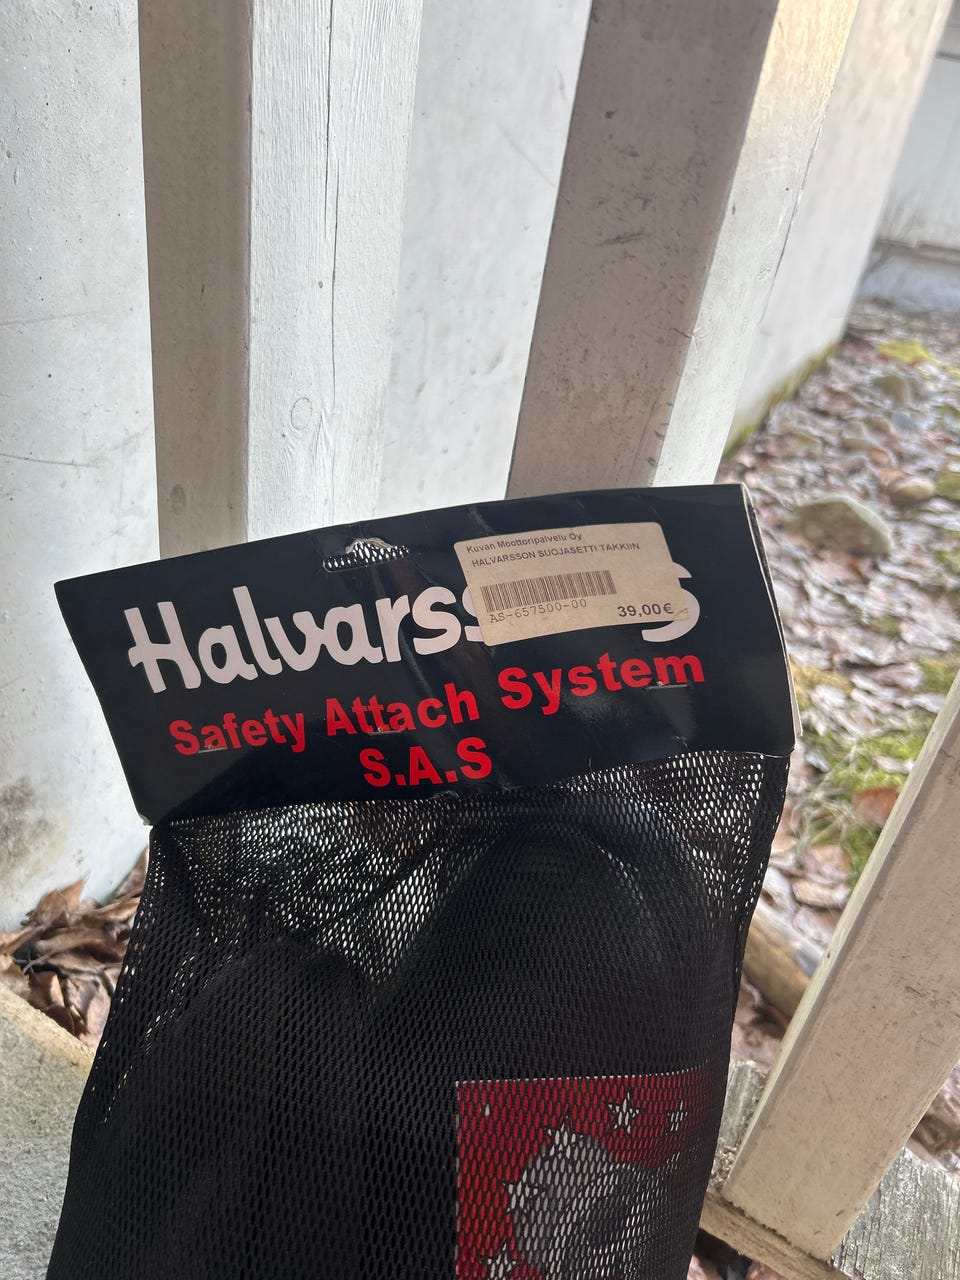 Kuvan Moottoripalvelu Oy
HALVARSSON SUOJASETTI TAKKIIN
AS-657500-00
39,00€
Safety Attach System
S.A.S